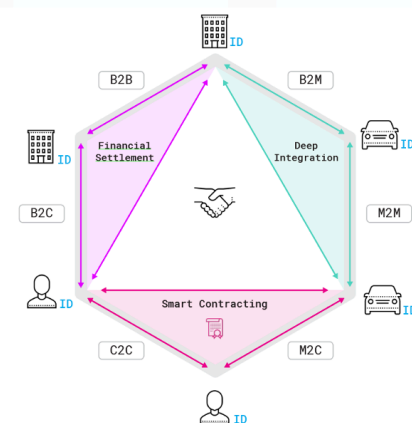 ID
B2B
B2M
Financial
Settlement
Deep
Integration
ID
ID
B2C
M2M
ID
ID
Smart Contracting
C2C
M2C
ID